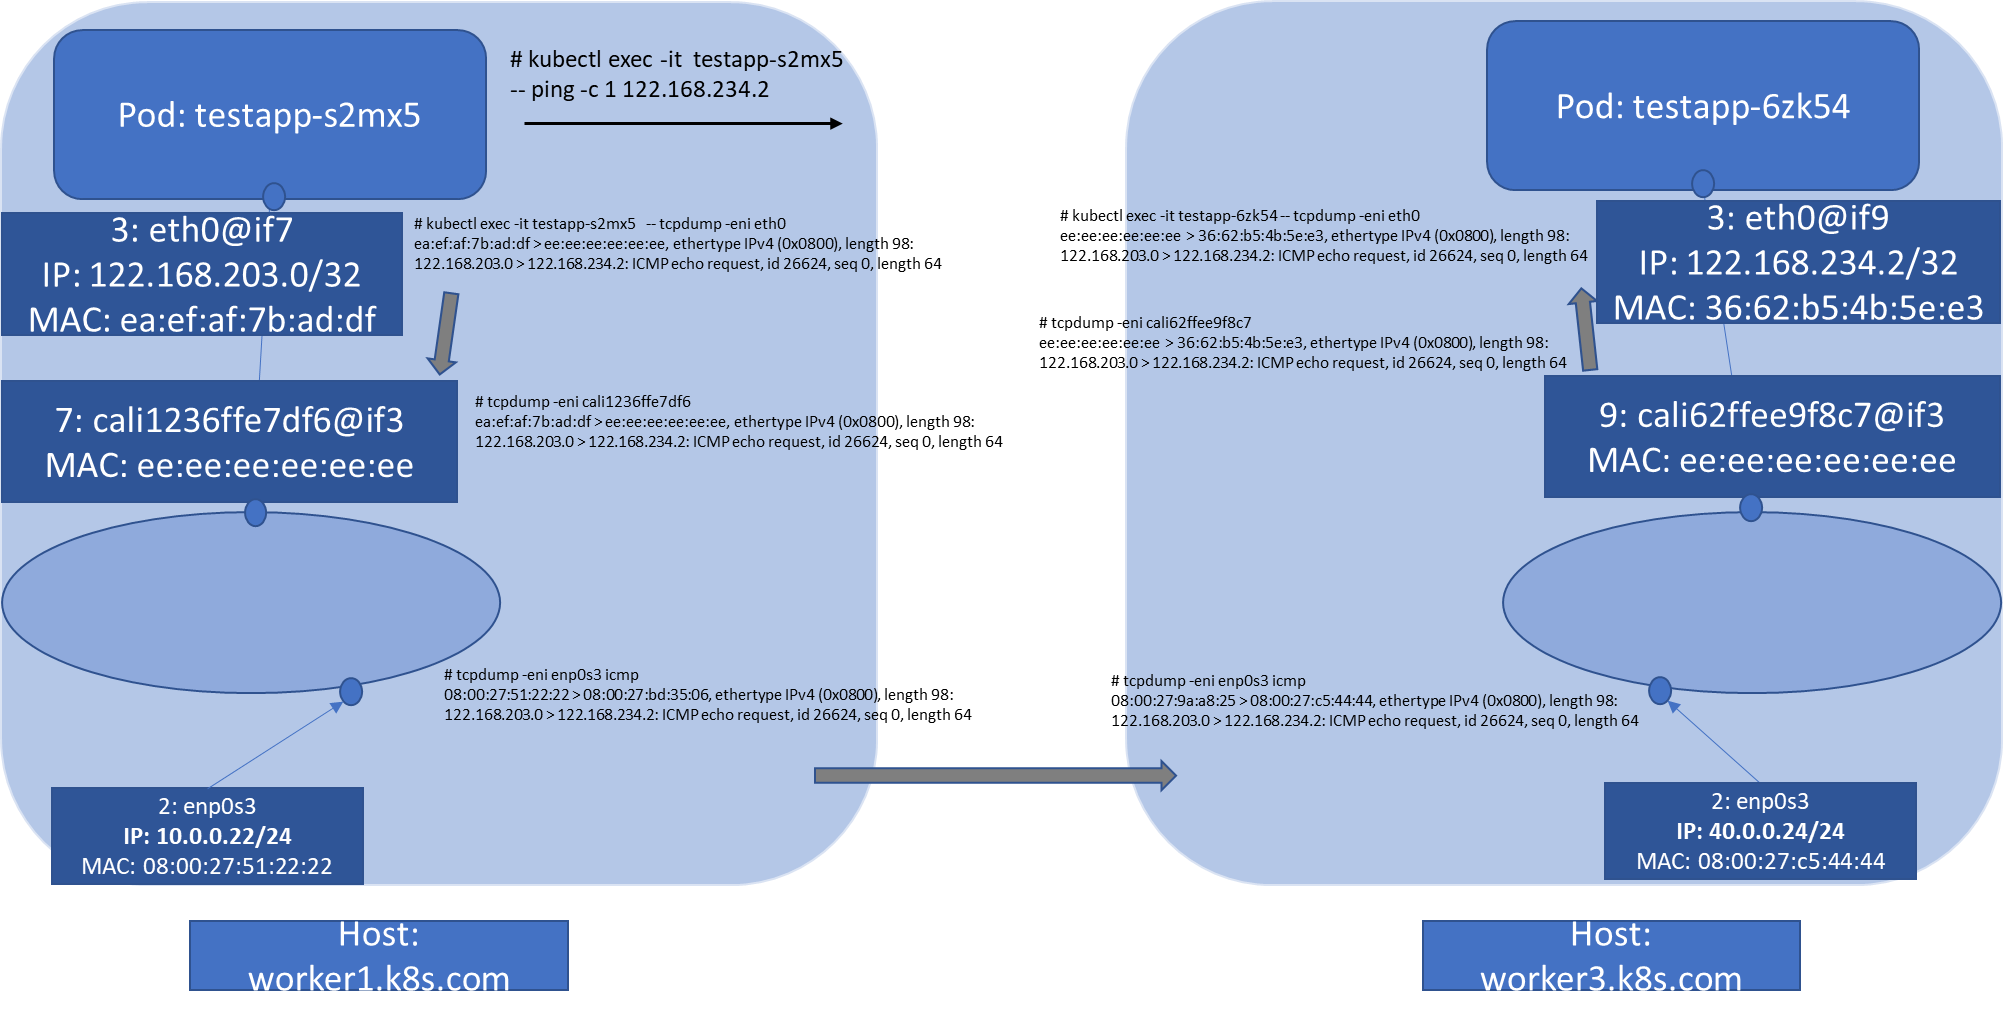 Pod: testapp-s2mx5
# kubectl exec -it  testapp-s2mx5
-- ping -c 1 122.168.234.2
3: eth0@if7
IP: 122.168.203.0/32
MAC: ea:ef:af:7b:ad:df
# kubectl exec -it testapp-s2mx5   -- tcpdump -eni eth0
ea:ef:af:7b:ad:df > ee:ee:ee:ee:ee:ee, ethertype IPv4 (0x0800), length 98:
122.168.203.0 > 122.168.234.2: ICMP echo request, id 26624, seq 0, length 64
7: cali1236ffe7df6@if3
MAC: ee:ee:ee:ee:ee:ee
# tcpdump -eni cali1236ffe7df6
ea:ef:af:7b:ad:df > ee:ee:ee:ee:ee:ee, ethertype IPv4 (0x0800), length 98:
122.168.203.0 > 122.168.234.2: ICMP echo request, id 26624, seq 0, length 64
# tcpdump -eni enp0s3 icmp
08:00:27:51:22:22 > 08:00:27:bd:35:06, ethertype IPv4 (0x0800), length 98:
122.168.203.0 > 122.168.234.2: ICMP echo request, id 26624, seq 0, length 64
2: enp0s3
IP: 10.0.0.22/24
MAC: 08:00:27:51:22:22
Host:
worker1.k8s.com
Pod: testapp-6zk54
# kubectl exec -it testapp-6zk54 -- tcpdump -eni eth0
ee:ee:ee:ee:ee:ee > 36:62:b5:4b:5e:e3, ethertype IPv4 (0x0800), length 98:
122.168.203.0 > 122.168.234.2: ICMP echo request, id 26624, seq 0, length 64
3: eth0@if9
IP: 122.168.234.2/32
MAC: 36:62:b5:4b:5e:e3
# tcpdump -eni cali62ffee9f8c7
ee:ee:ee:ee:ee:ee > 36:62:b5:4b:5e:e3, ethertype IPv4 (0x0800), length 98:
122.168.203.0 > 122.168.234.2: ICMP echo request, id 26624, seq 0, length 64
9: cali62ffee9f8c7@if3
MAC: ee:ee:ee:ee:ee:ee
# tcpdump -eni enp0s3 icmp
08:00:27:9a:a8:25 > 08:00:27:c5:44:44, ethertype IPv4 (0x0800), length 98:
122.168.203.0 > 122.168.234.2: ICMP echo request, id 26624, seq 0, length 64
2: enp0s3
IP: 40.0.0.24/24
MAC: 08:00:27:c5:44:44
Host:
worker3.k8s.com